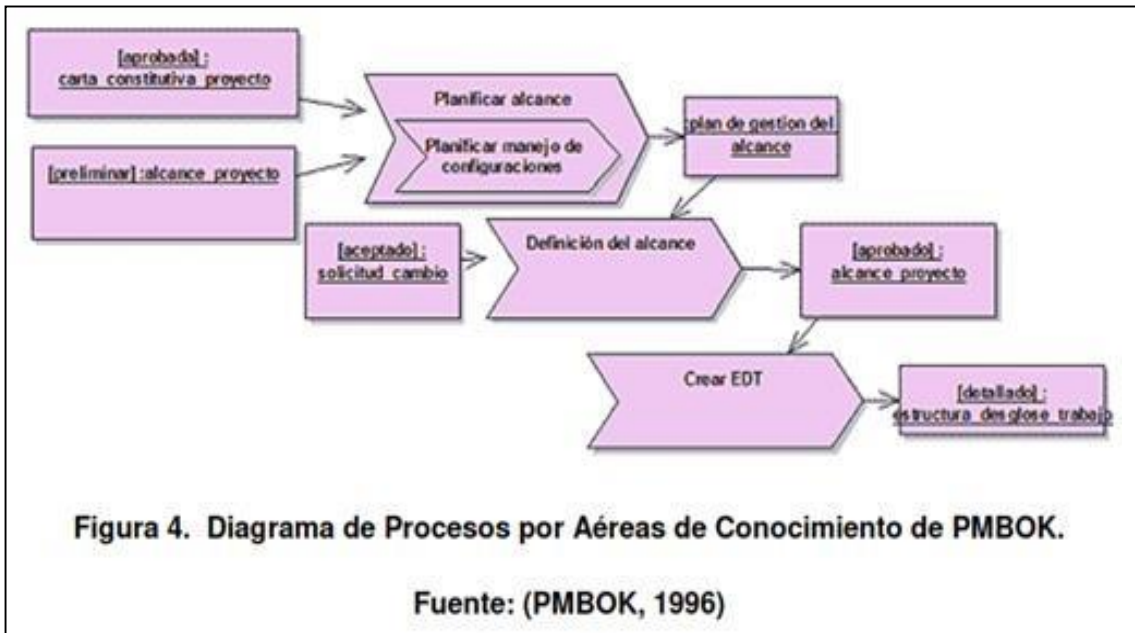 [aprobada] :
carta constitutiva proyecto
[preliminar] :alcance proyecto
Planificar alcance
Planificar manejo de
configuraciones
:plan de gestion del
alcance
[aceptado] :
solicitud cambio
Definición del alcance
[aprobado] :
alcance proyecto
Crear EDT
[detallado] :
estructura desglose trabajo
Figura 4. Diagrama de Procesos por Aéreas de Conocimiento de PMBOK.
Fuente: (PMBOK, 1996)